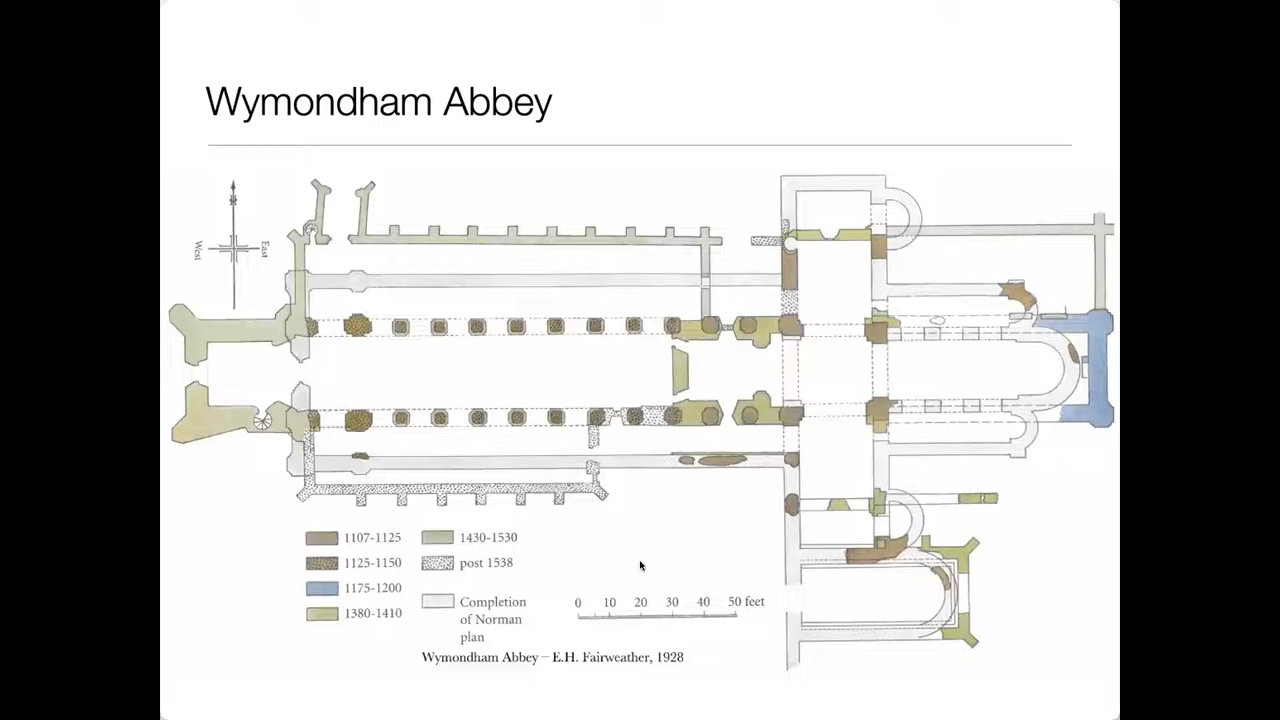 Wymondham Abbey
N
West
East
1107-1125
1125-1150
1175-1200
1380-1410
1430-1530
post 1538
Completion
of Norman
plan
0 10 20 30 40 50 feet
Wymondham Abbey – E.H. Fairweather, 1928